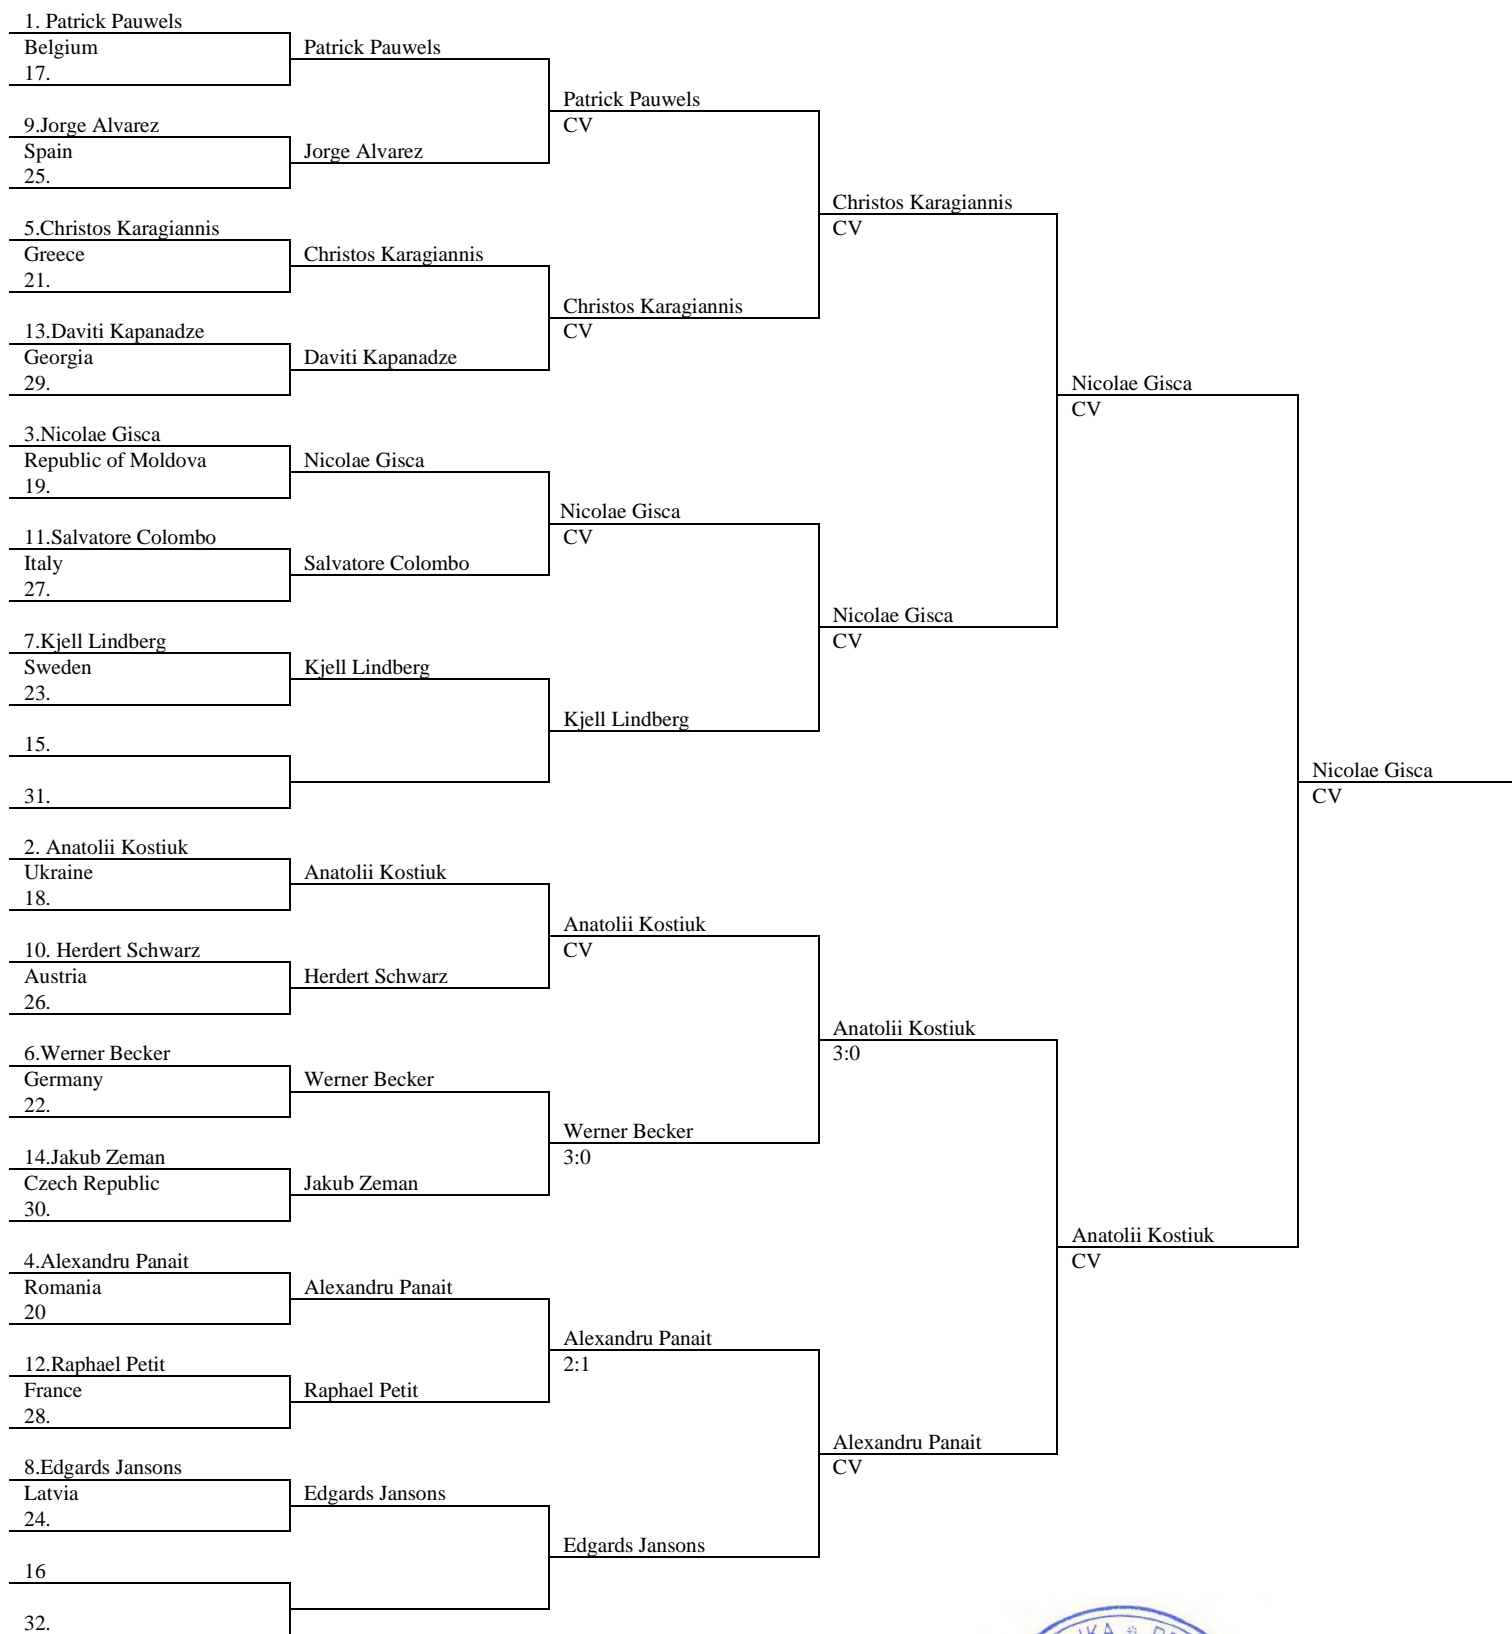 1. Patrick Pauwels
Belgium
17.
9.Jorge Alvarez
Spain
25.
5.Christos Karagiannis
Greece
21.
13.Daviti Kapanadze
Georgia
29.
3.Nicolae Gisca
Republic of Moldova
19.
11.Salvatore Colombo
Italy
27.
7.Kjell Lindberg
Sweden
23.
15.
31.
2. Anatolii Kostiuk
Ukraine
18.
10. Herdert Schwarz
Austria
26.
6.Werner Becker
Germany
22.
14.Jakub Zeman
Czech Republic
30.
4.Alexandru Panait
Romania
20
12.Raphael Petit
France
28.
8.Edgards Jansons
Latvia
24.
16
32.
Patrick Pauwels
Jorge Alvarez
Christos Karagiannis
Daviti Kapanadze
Nicolae Gisca
Salvatore Colombo
Kjell Lindberg
Anatolii Kostiuk
Herdert Schwarz
Werner Becker
Jakub Zeman
Alexandru Panait
Raphael Petit
Edgards Jansons
Patrick Pauwels
CV
Christos Karagiannis
CV
Nicolae Gisca
CV
Kjell Lindberg
Anatolii Kostiuk
CV
Werner Becker
3:0
Alexandru Panait
2:1
Edgards Jansons
Christos Karagiannis
CV
Nicolae Gisca
CV
Anatolii Kostiuk
3:0
Alexandru Panait
CV
Nicolae Gisca
CV
Anatolii Kostiuk
CV
Nicolae Gisca
CV